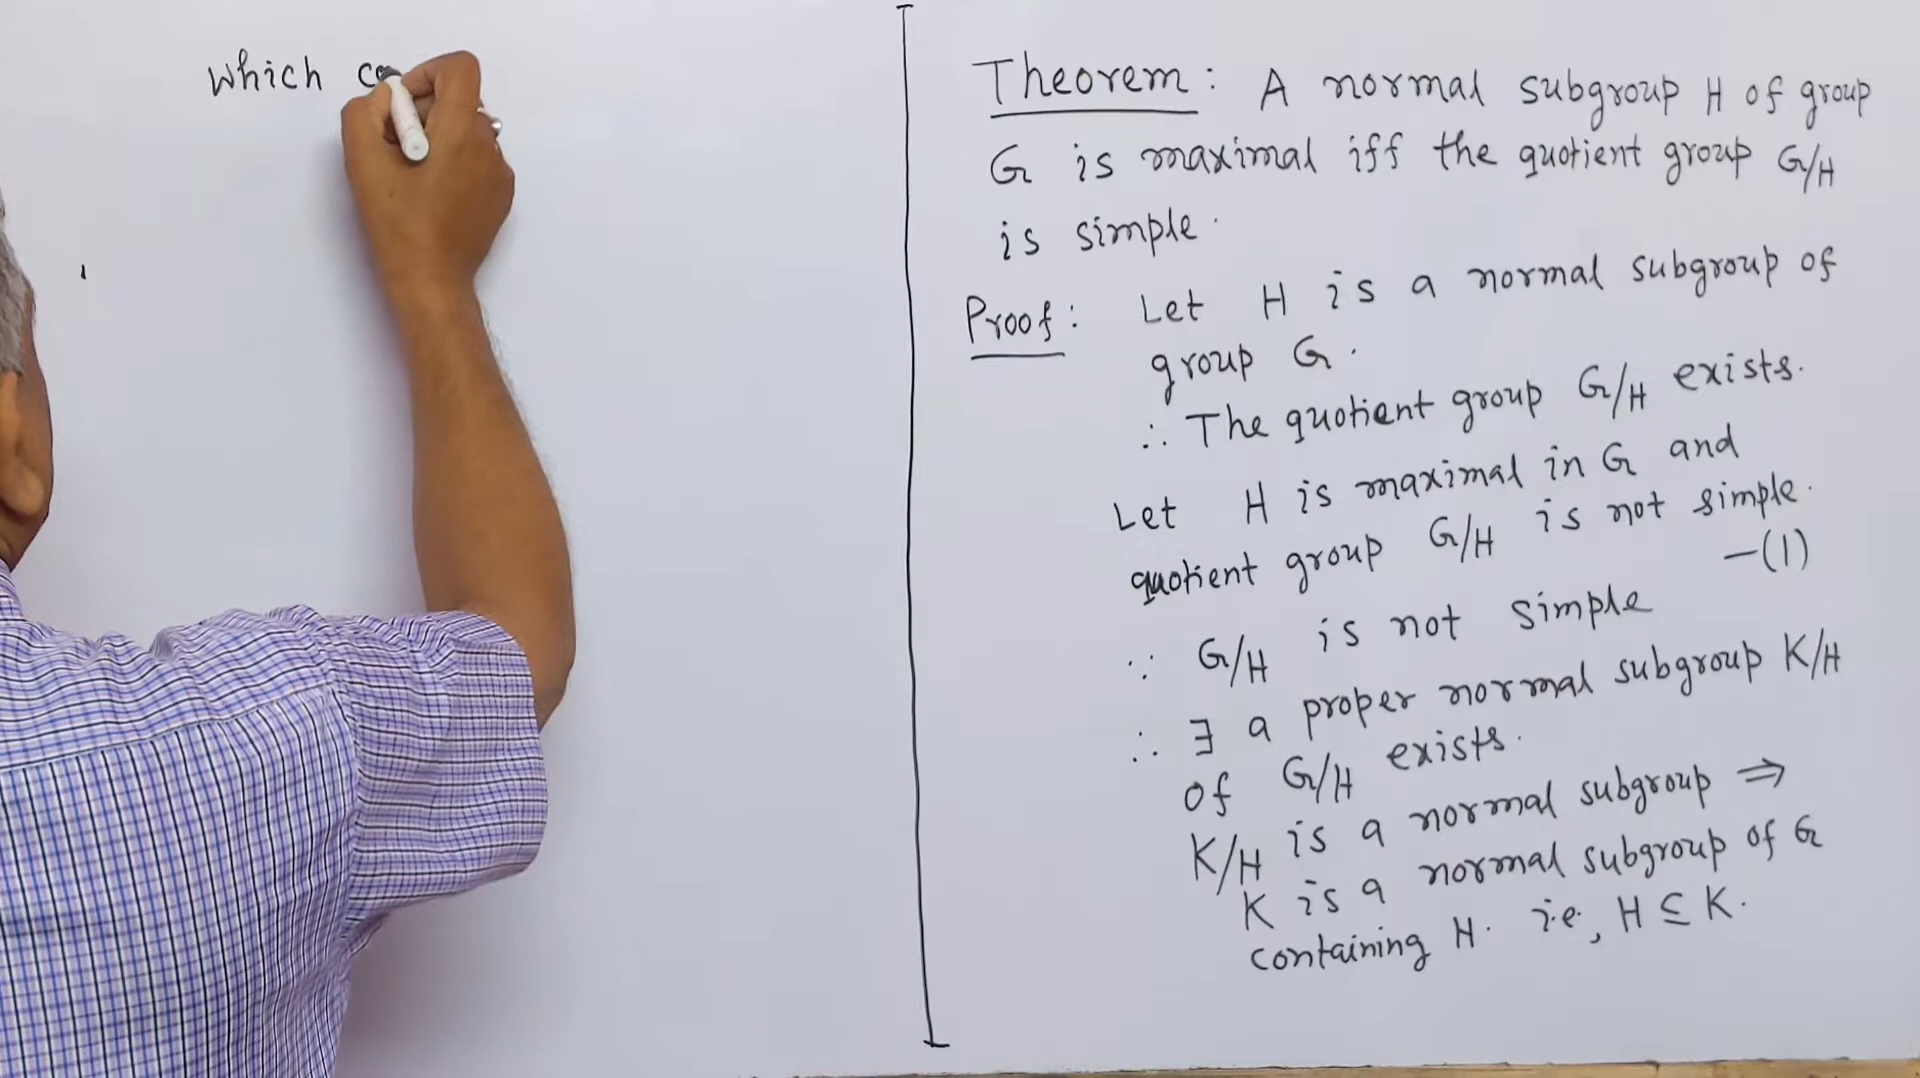 Theorem: A normal subgroup H of group
G is maximal iff the quotient group G/H
is simple.
Proof: Let H is a normal subgroup of
group G.
∴ The quotient group G/H exists.
Let H is maximal in G and
quotient group G/H is not simple.
—(1)
∵ G/H is not simple
∴ ∃ a proper normal subgroup K/H
of G/H exists.
K/H is a normal subgroup ⇒
K is a normal subgroup of G
containing H. i.e., H ⊆ K.
Which co